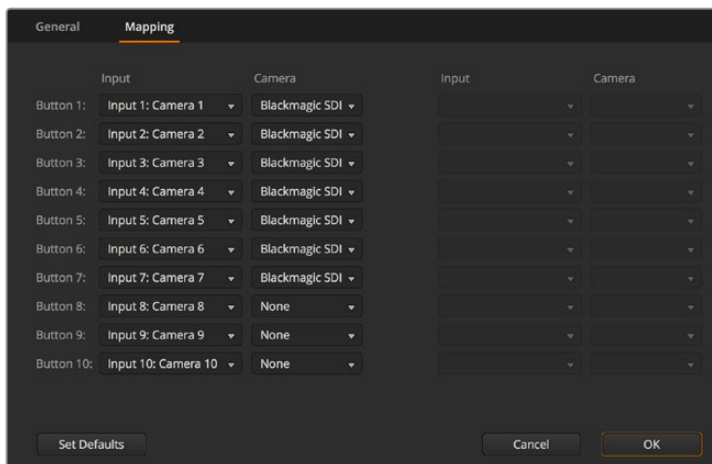 General Mapping
Input Camera Input Camera
Button 1: Input 1: Camera 1 Blackmagic SDI
Button 2: Input 2: Camera 2 Blackmagic SDI
Button 3: Input 3: Camera 3 Blackmagic SDI
Button 4: Input 4: Camera 4 Blackmagic SDI
Button 5: Input 5: Camera 5 Blackmagic SDI
Button 6: Input 6: Camera 6 Blackmagic SDI
Button 7: Input 7: Camera 7 Blackmagic SDI
Button 8: Input 8: Camera 8 None
Button 9: Input 9: Camera 9 None
Button 10: Input 10: Camera 10 None
Set Defaults Cancel OK